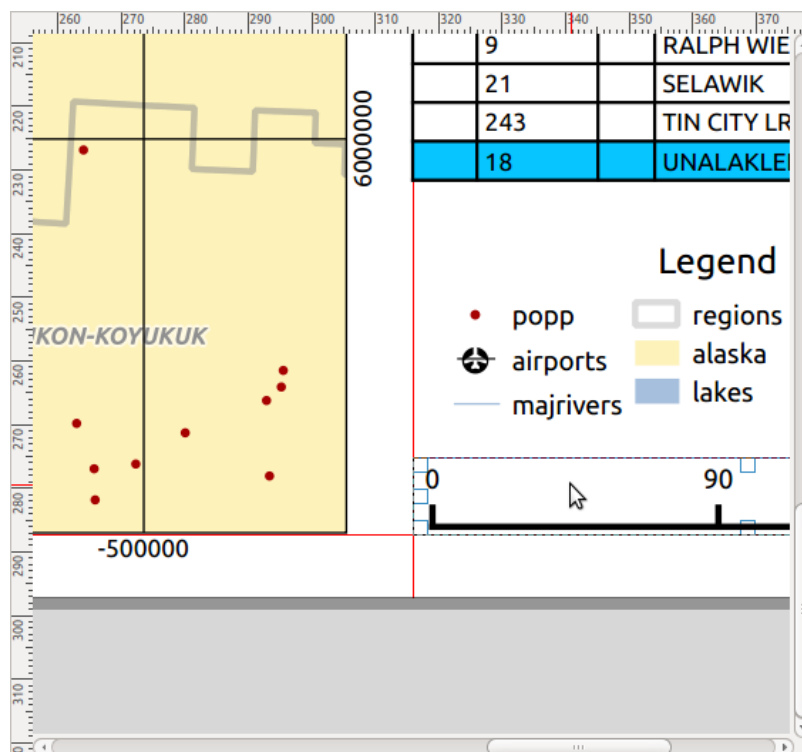 260 270 280 290 300 310 320 330 340 350 360 370
210
220
230
240
250
260
270
280
290
300
310
6000000
-500000
9 RALPH WIE
21 SELAWIK
243 TIN CITY LR
18 UNALAKLE
KON-KOYUKUK
Legend
popp
airports
majrivers
regions
alaska
lakes
0 90